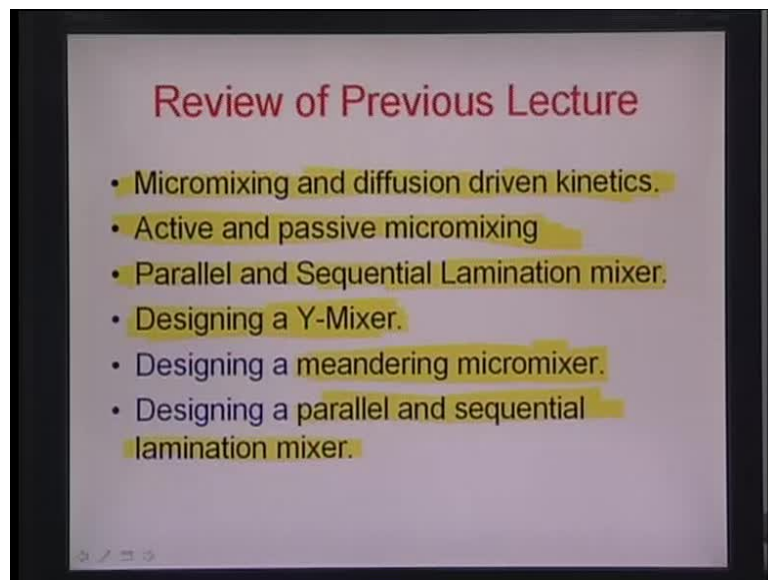 Review of Previous Lecture
• Micromixing and diffusion driven kinetics.
• Active and passive micromixing
• Parallel and Sequential Lamination mixer.
• Designing a Y-Mixer.
• Designing a meandering micromixer.
• Designing a parallel and sequential
lamination mixer.